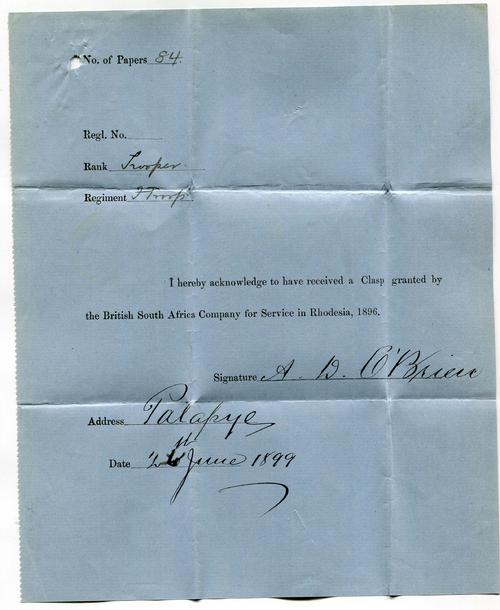 No. of Papers 84.
Regl. No.
Rank Trooper
Regiment I Troop
I hereby acknowledge to have received a Clasp granted by
the British South Africa Company for Service in Rhodesia, 1896.
Signature A. D. O'Brien
Address Palapye
Date June 1899